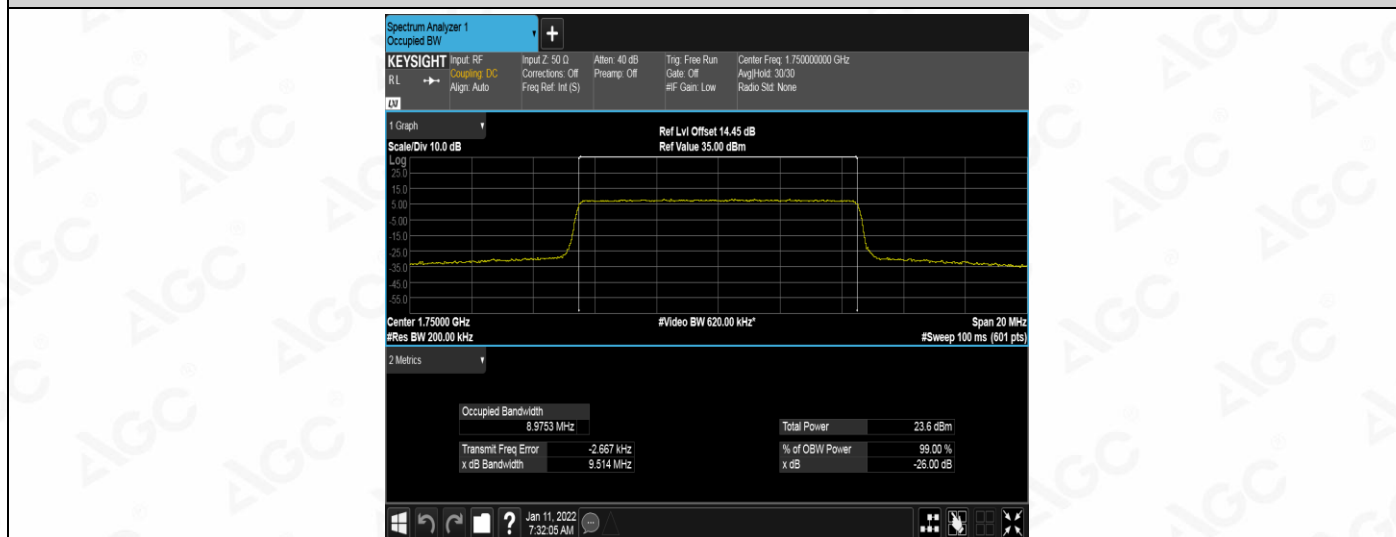 Spectrum Analyzer 1
Occupied BW
+
KEYSIGHT
RL
LXI
Input: RF
Coupling: DC
Align: Auto
Input Z: 50 Ω
Corrections: Off
Freq Ref: Int (S)
Atten: 40 dB
Preamp: Off
Trig: Free Run
Gate: Off
#IF Gain: Low
Center Freq: 1.750000000 GHz
Avg|Hold: 30/30
Radio Std: None
1 Graph
Scale/Div 10.0 dB
Ref Lvl Offset 14.45 dB
Ref Value 35.00 dBm
Log
25.0
15.0
5.00
-5.00
-15.0
-25.0
-35.0
-45.0
-55.0
Center 1.75000 GHz
#Res BW 200.00 kHz
#Video BW 620.00 kHz*
Span 20 MHz
#Sweep 100 ms (601 pts)
2 Metrics
Occupied Bandwidth
8.9753 MHz
Transmit Freq Error -2.667 kHz
x dB Bandwidth 9.514 MHz
Total Power 23.6 dBm
% of OBW Power 99.00 %
x dB -26.00 dB
?
Jan 11, 2022
7:32:05 AM
AGC